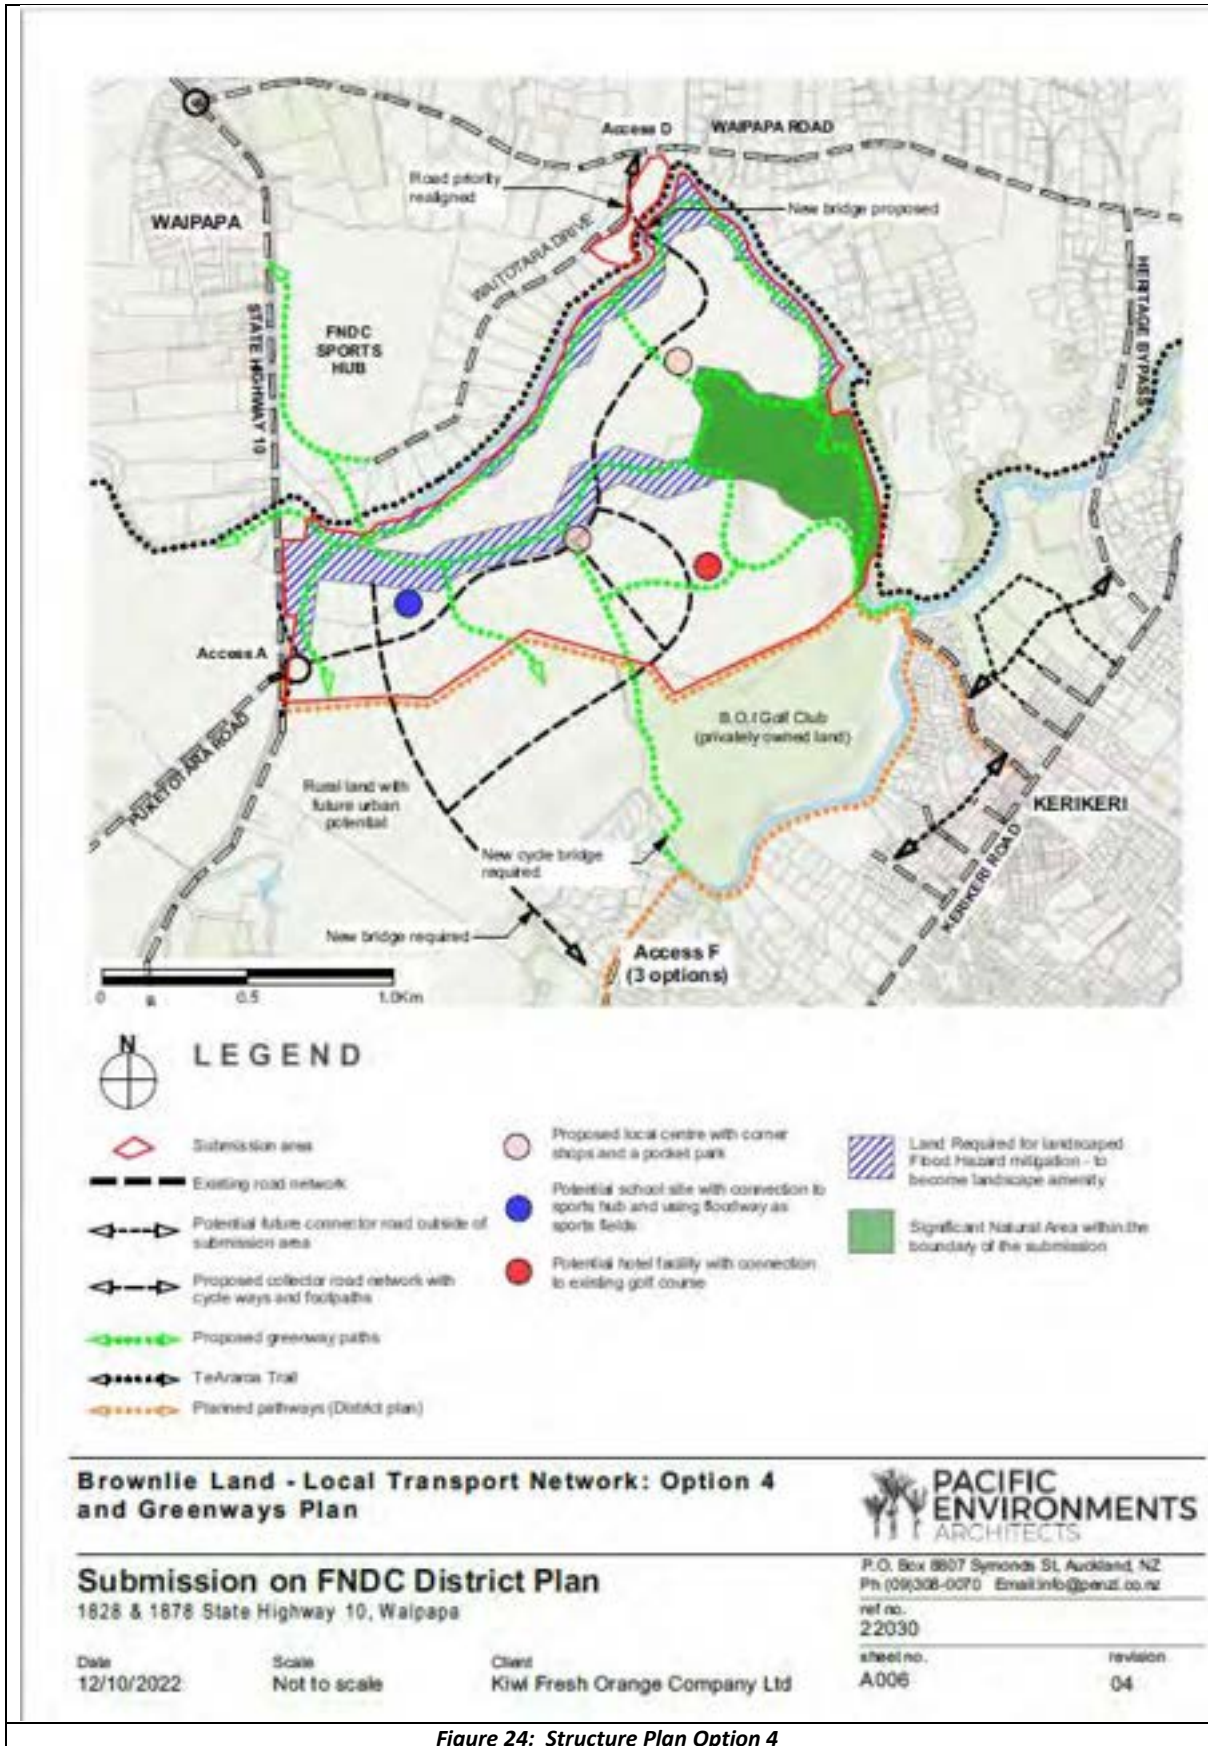 Access D
WAIPAPA ROAD
Road priority
realigned
New bridge proposed
WAIPAPA
WAITOTARA DRIVE
HERITAGE BYPASS
STATE HIGHWAY 10
FNDC
SPORTS
HUB
Access A
PUKETOTARA ROAD
B.O.I Golf Club
(privately owned land)
Rural land with
future urban
potential
KERIKERI
New cycle bridge
required
KERIKERI ROAD
New bridge required
Access F
(3 options)
0 0.5 1.0Km
N
LEGEND
Submission area
Existing road network
Potential future connector road outside of
submission area
Proposed collector road network with
cycle ways and footpaths
Proposed greenway paths
TeAraroa Trail
Planned pathways (District plan)
Proposed local centre with corner
shops and a pocket park
Potential school site with connection to
sports hub and using floodway as
sports fields
Potential hotel facility with connection
to existing golf course
Land Required for landscaped
Flood Hazard mitigation - to
become landscape amenity
Significant Natural Area within the
boundary of the submission
Brownlie Land - Local Transport Network: Option 4
and Greenways Plan
PACIFIC
ENVIRONMENTS
ARCHITECTS
Submission on FNDC District Plan
1828 & 1878 State Highway 10, Waipapa
P.O. Box 8807 Symonds St, Auckland, NZ
Ph (09)308-0070 Email:info@penzl.co.nz
ref no.
22030
Date
12/10/2022
Scale
Not to scale
Client
Kiwi Fresh Orange Company Ltd
sheet no.
A006
revision
04
Figure 24: Structure Plan Option 4